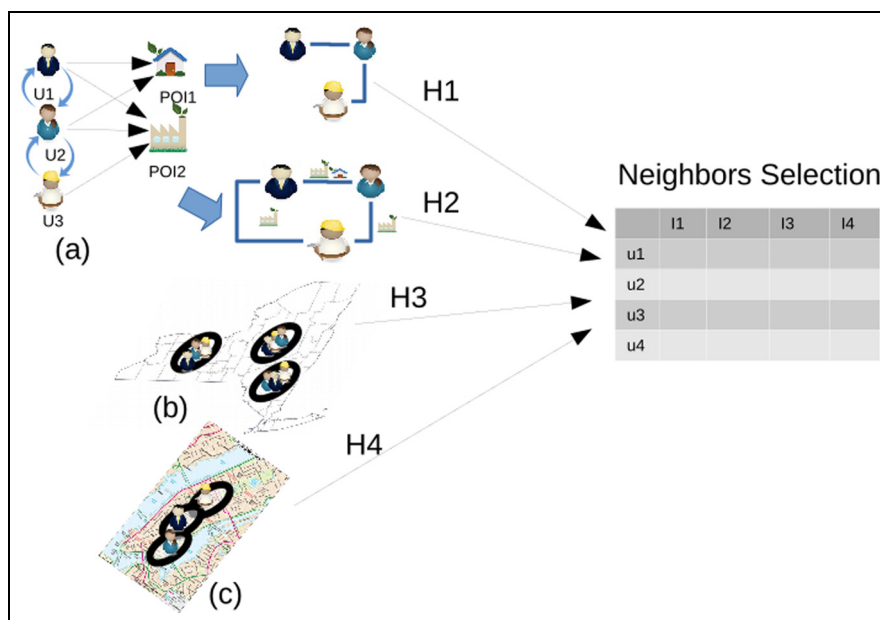 U1
POI1
U2
POI2
U3
(a)
H1
H2
H3
(b)
H4
(c)
Neighbors Selection
I1 I2 I3 I4
u1
u2
u3
u4